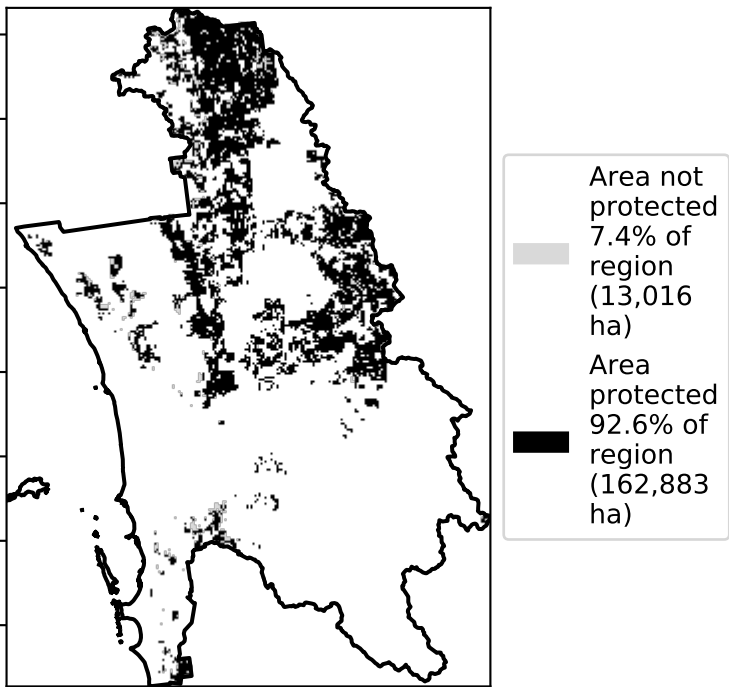 Area not
protected
7.4% of
region
(13,016
ha)
Area
protected
92.6% of
region
(162,883
ha)